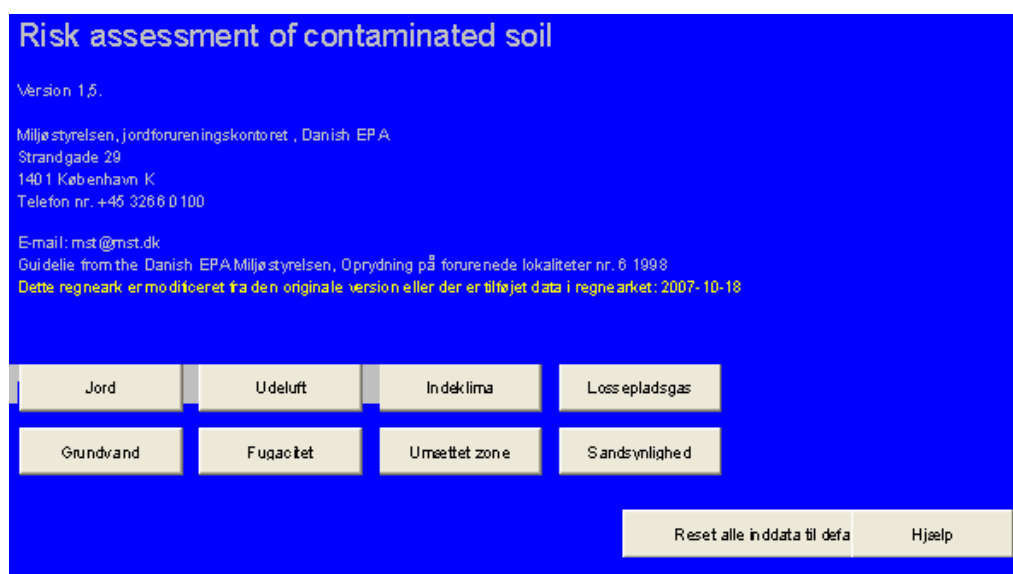 Risk assessment of contaminated soil
Version 1,5.
Miljøstyrelsen, jordforureningskontoret , Danish EPA
Strandgade 29
1401 København K
Telefon nr. +45 3266 0100
E-mail: mst@mst.dk
Guidelie from the Danish EPA Miljøstyrelsen, Oprydning på forurenede lokaliteter nr. 6 1998
Dette regneark er modificeret fra den originale version eller der er tilføjet data i regnearket: 2007-10-18
Jord Udeluft Indeklima Lossepladsgas
Grundvand Fugacitet Umættet zone Sandsynlighed
Reset alle inddata til defa Hjælp